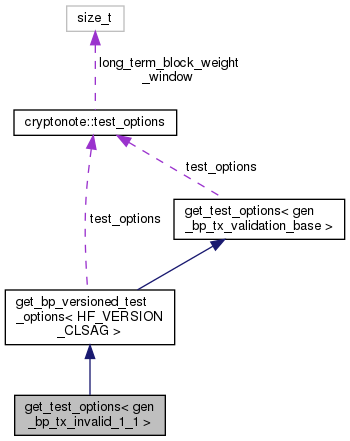 size_t
long_term_block_weight
_window
cryptonote::test_options
test_options
test_options
get_test_options< gen
_bp_tx_validation_base >
get_bp_versioned_test
_options< HF_VERSION
_CLSAG >
get_test_options< gen
_bp_tx_invalid_1_1 >